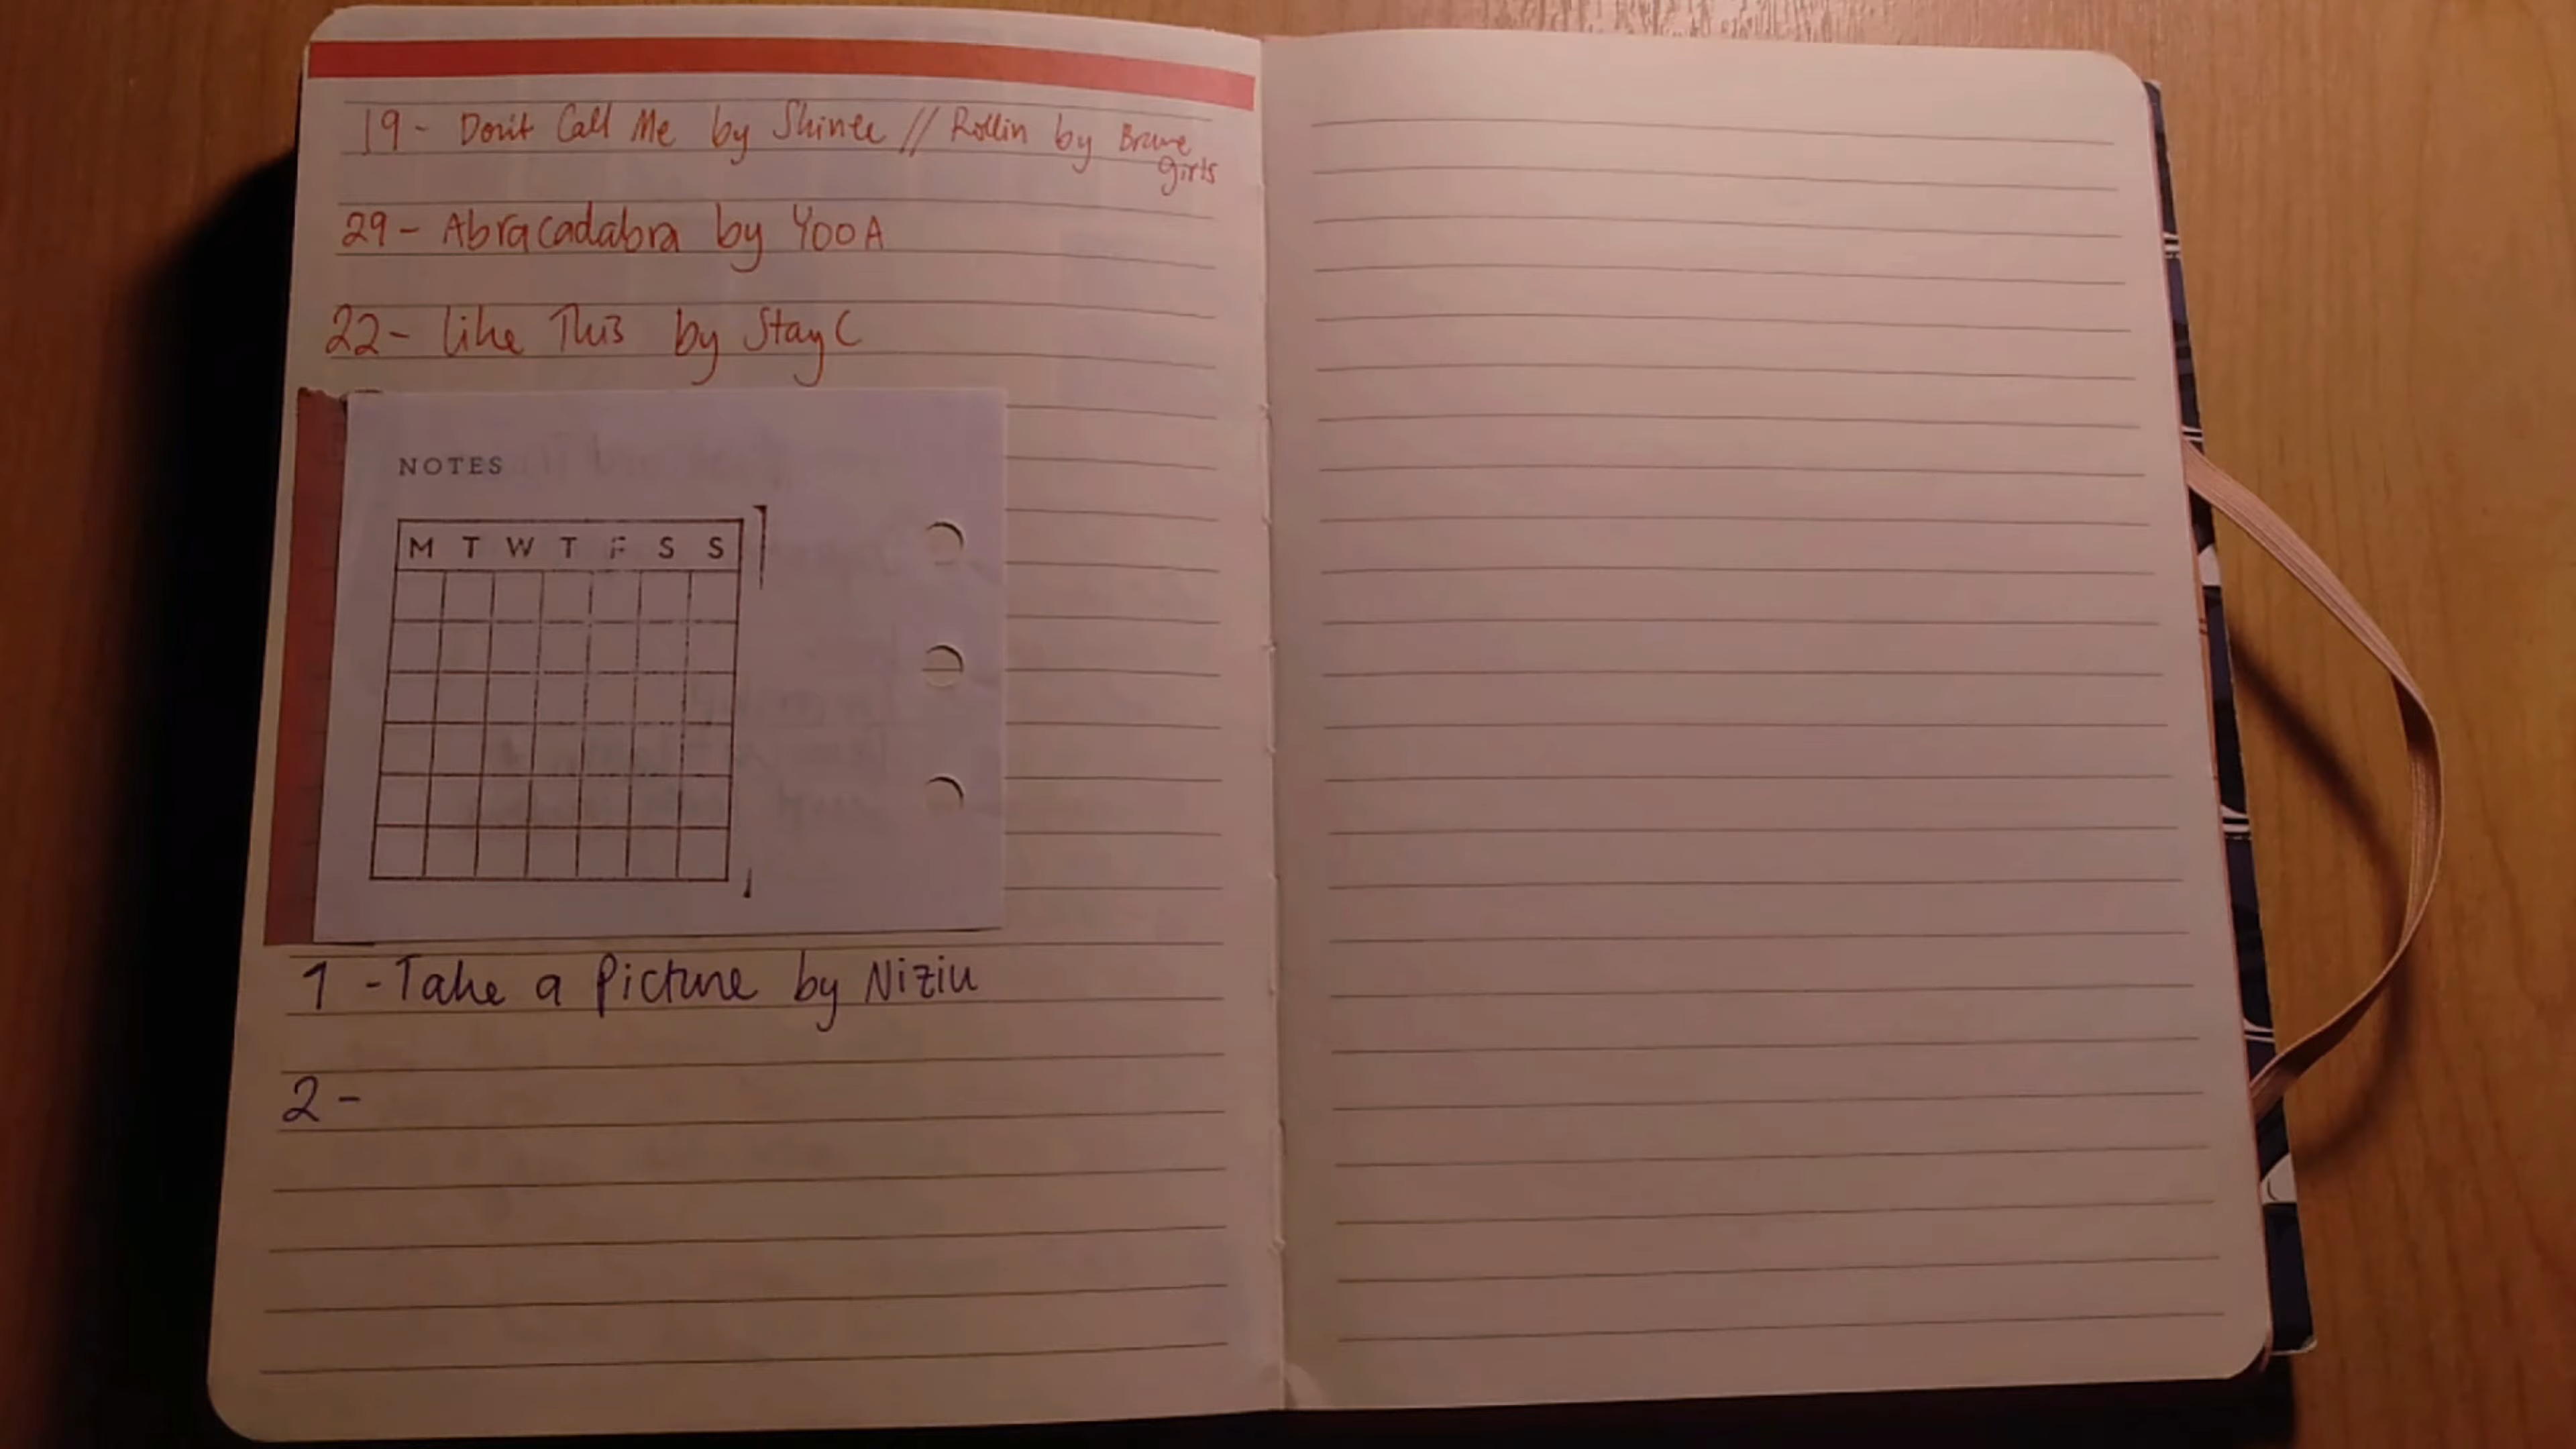 19 - Don't Call Me by Shinee // Rollin by Brave
girls
29 - Abracadabra by YooA
22 - Like This by StayC
NOTES
M T W T F S S
1 - Take a Picture by Niziu
2 -